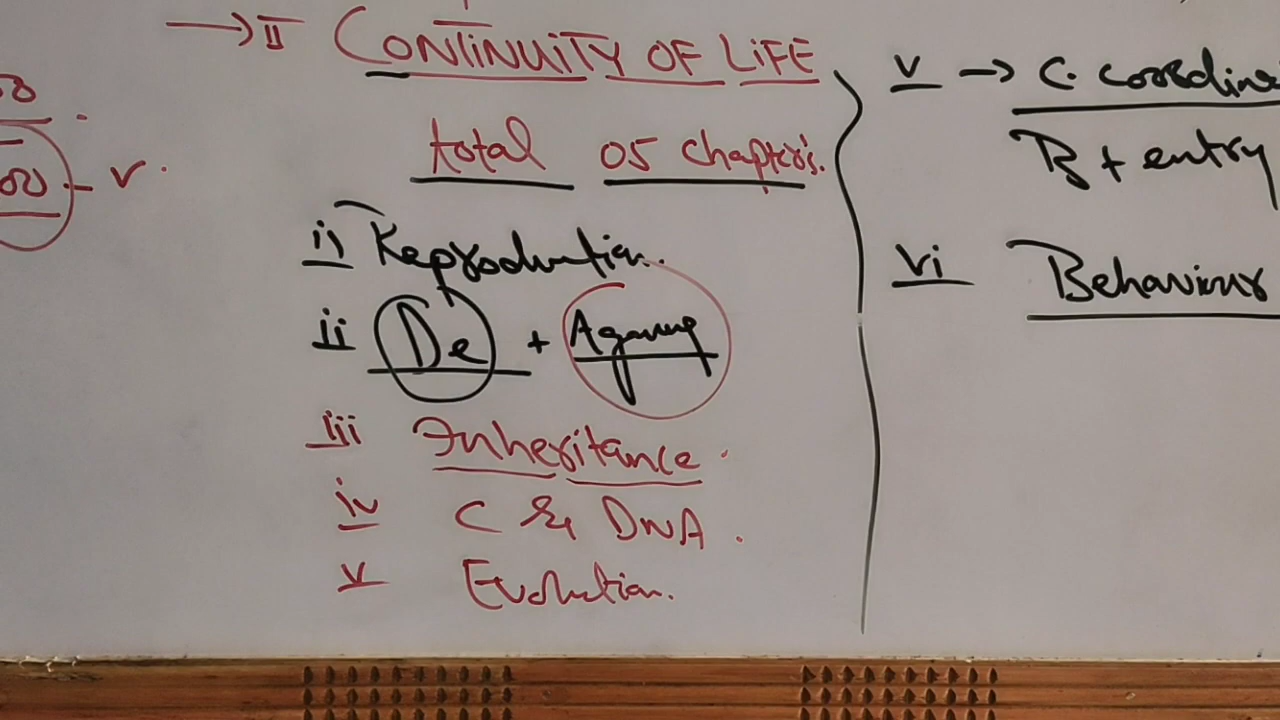 → II CONTINUITY OF LIFE
total 05 chapters.
i) Reproduction.
ii De + Ageing
iii Inheritance.
iv C & DNA.
v Evolution.
v → C. coordina
B + entry
vi Behaviour